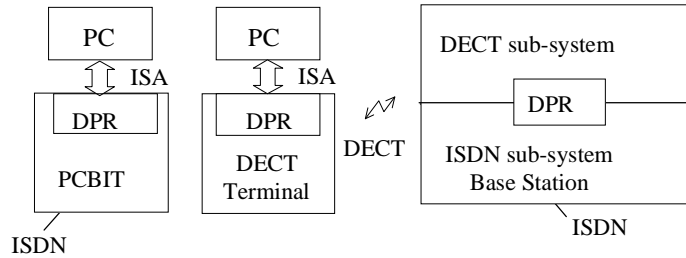 PC
ISA
DPR
PCBIT
ISDN
PC
ISA
DPR
DECT
Terminal
DECT
DECT sub-system
DPR
ISDN sub-system
Base Station
ISDN